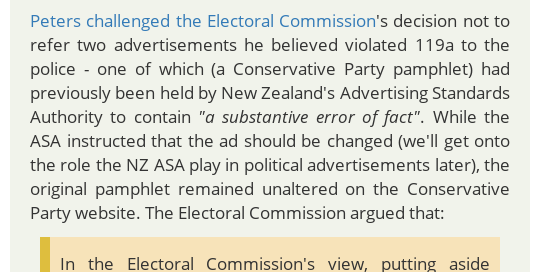 Peters challenged the Electoral Commission's decision not to
refer two advertisements he believed violated 119a to the
police - one of which (a Conservative Party pamphlet) had
previously been held by New Zealand's Advertising Standards
Authority to contain "a substantive error of fact". While the
ASA instructed that the ad should be changed (we'll get onto
the role the NZ ASA play in political advertisements later), the
original pamphlet remained unaltered on the Conservative
Party website. The Electoral Commission argued that:
In the Electoral Commission's view, putting aside